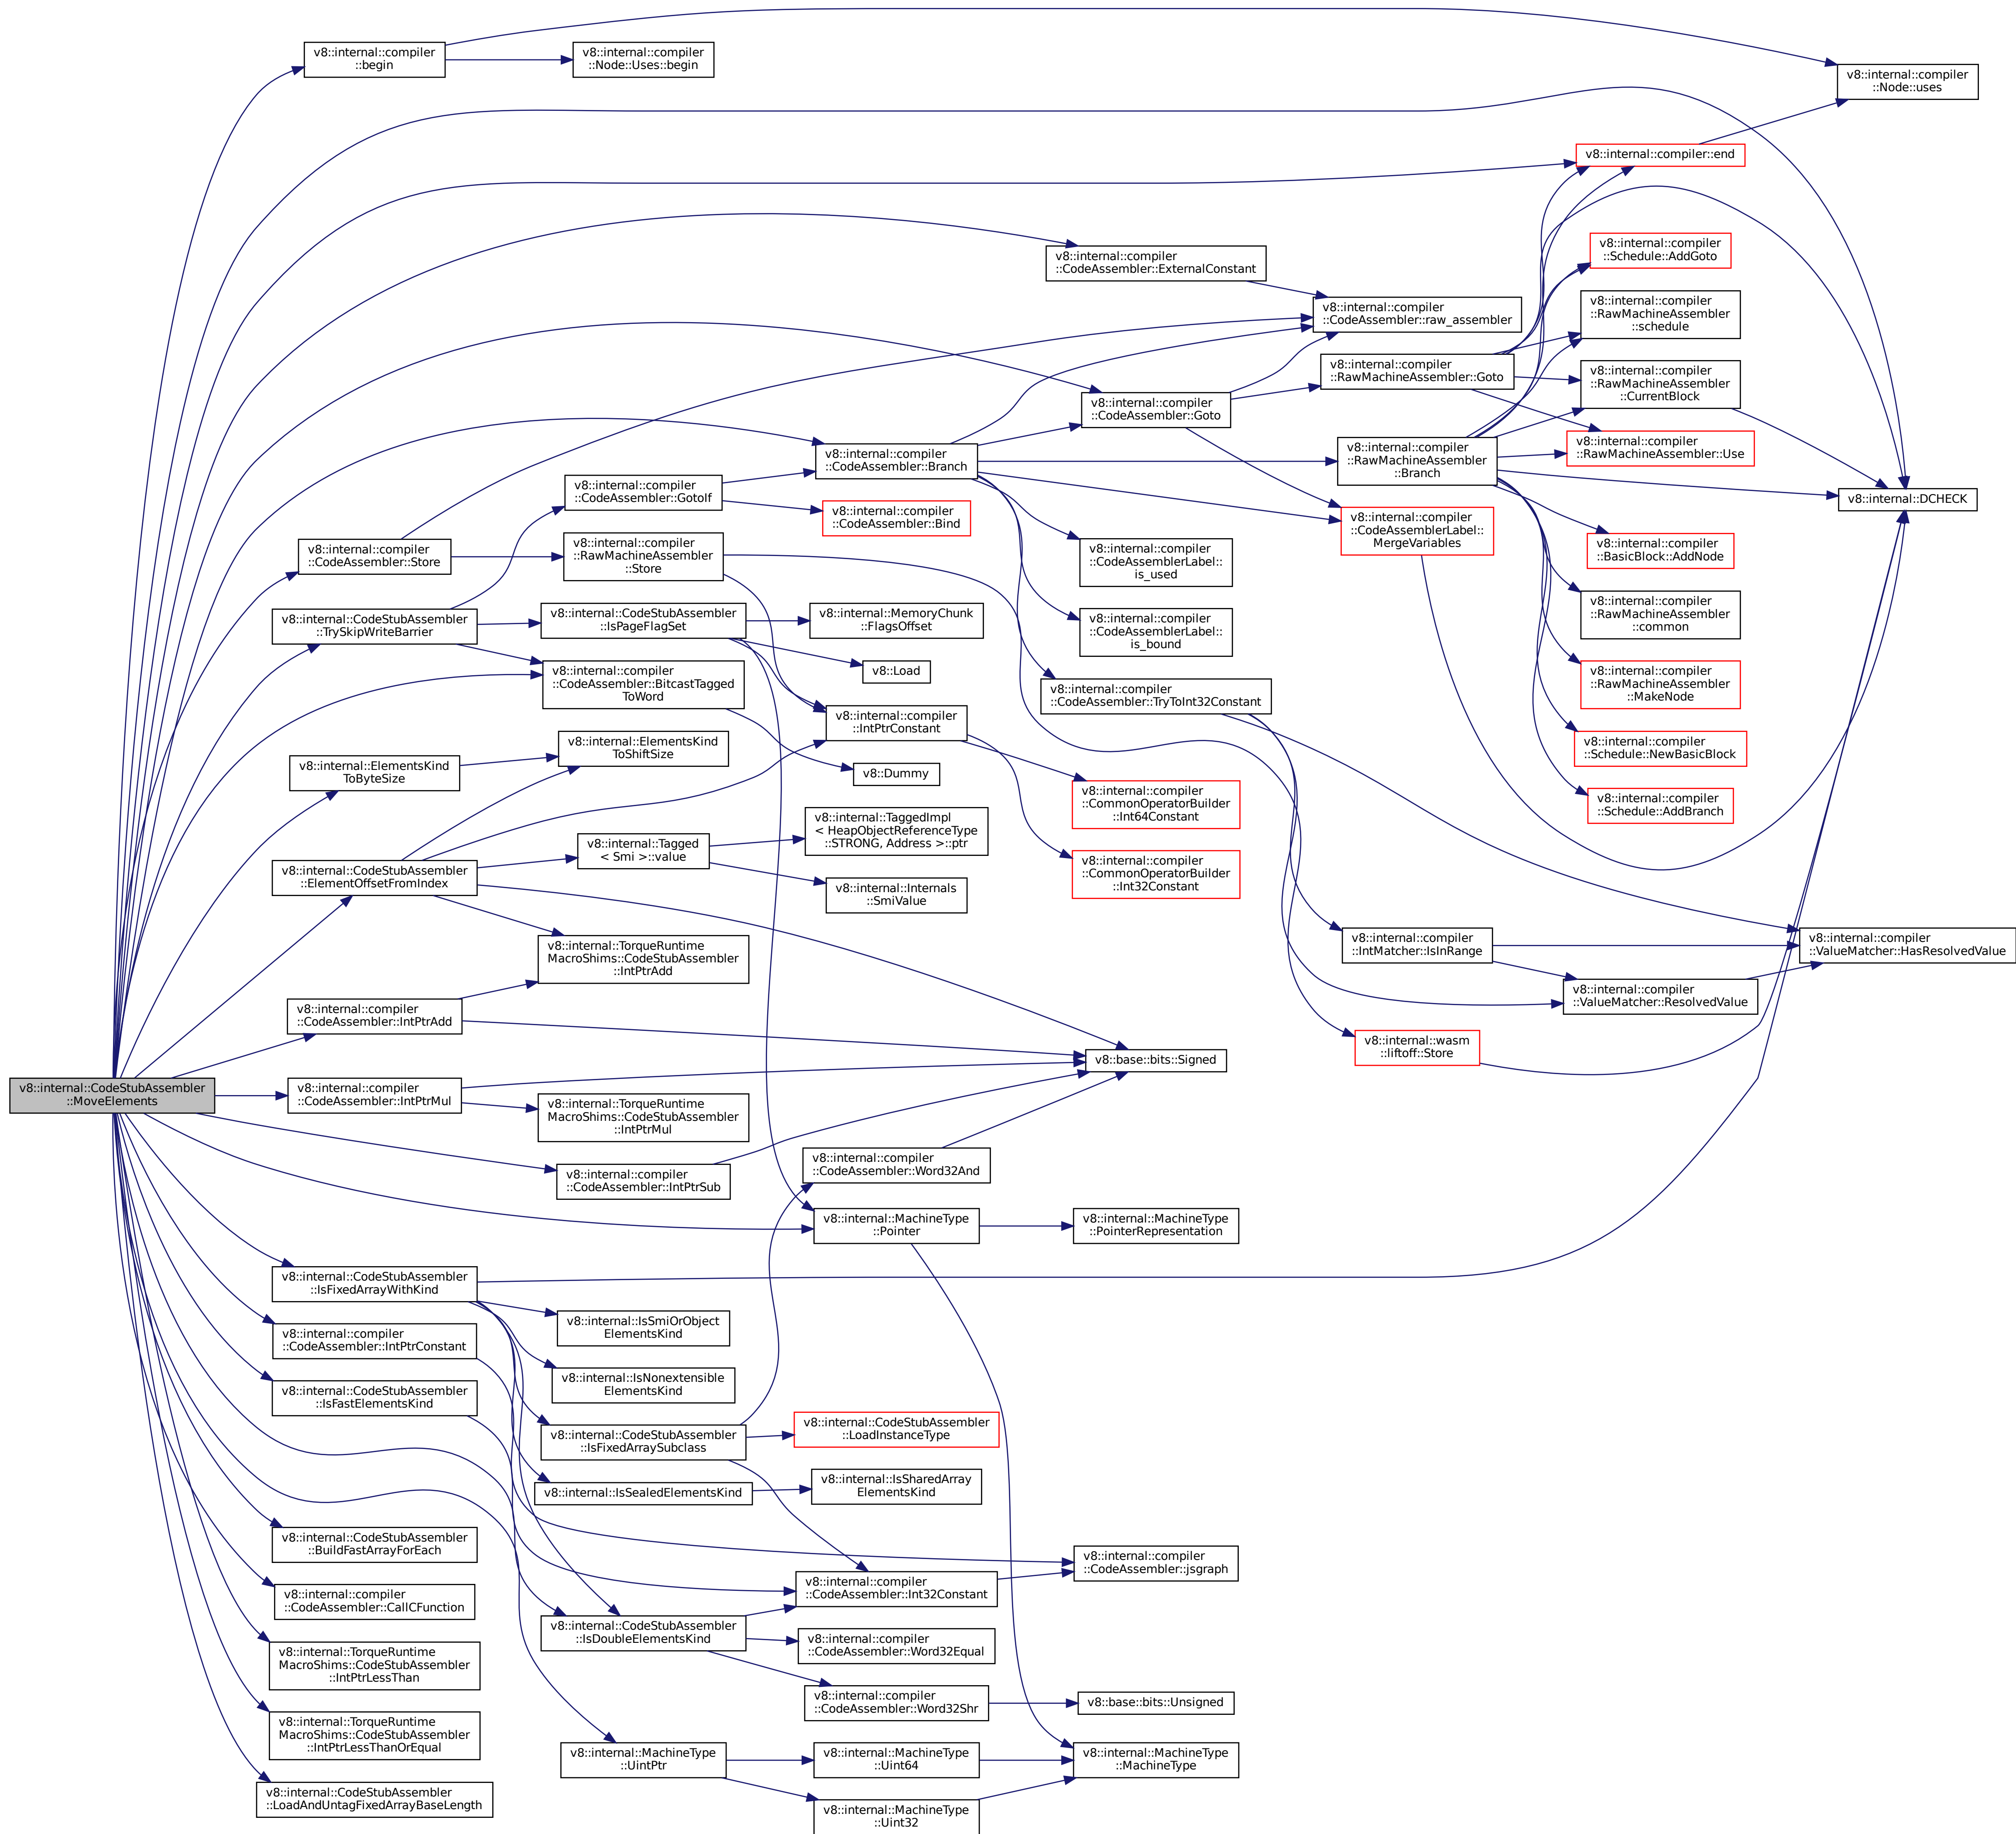 v8::internal::CodeStubAssembler
::MoveElements
v8::internal::compiler
::begin
v8::internal::compiler
::Node::Uses::begin
v8::internal::compiler
::Node::uses
v8::internal::compiler::end
v8::internal::compiler
::CodeAssembler::ExternalConstant
v8::internal::compiler
::CodeAssembler::raw_assembler
v8::internal::compiler
::Schedule::AddGoto
v8::internal::compiler
::RawMachineAssembler
::schedule
v8::internal::compiler
::RawMachineAssembler::Goto
v8::internal::compiler
::RawMachineAssembler
::CurrentBlock
v8::internal::compiler
::CodeAssembler::Goto
v8::internal::compiler
::RawMachineAssembler::Use
v8::internal::compiler
::CodeAssembler::Branch
v8::internal::compiler
::RawMachineAssembler
::Branch
v8::internal::DCHECK
v8::internal::compiler
::CodeAssembler::GotoIf
v8::internal::compiler
::CodeAssembler::Bind
v8::internal::compiler
::CodeAssemblerLabel::
MergeVariables
v8::internal::compiler
::BasicBlock::AddNode
v8::internal::compiler
::CodeAssembler::Store
v8::internal::compiler
::RawMachineAssembler
::Store
v8::internal::compiler
::CodeAssemblerLabel::
is_used
v8::internal::compiler
::CodeAssemblerLabel::
is_bound
v8::internal::compiler
::RawMachineAssembler
::common
v8::internal::CodeStubAssembler
::TrySkipWriteBarrier
v8::internal::CodeStubAssembler
::IsPageFlagSet
v8::internal::MemoryChunk
::FlagsOffset
v8::Load
v8::internal::compiler
::CodeAssembler::BitcastTagged
ToWord
v8::internal::compiler
::CodeAssembler::TryToInt32Constant
v8::internal::compiler
::RawMachineAssembler
::MakeNode
v8::internal::compiler
::IntPtrConstant
v8::internal::compiler
::Schedule::NewBasicBlock
v8::internal::ElementsKind
ToByteSize
v8::internal::ElementsKind
ToShiftSize
v8::Dummy
v8::internal::compiler
::CommonOperatorBuilder
::Int64Constant
v8::internal::compiler
::Schedule::AddBranch
v8::internal::CodeStubAssembler
::ElementOffsetFromIndex
v8::internal::Tagged
< Smi >::value
v8::internal::TaggedImpl
< HeapObjectReferenceType
::STRONG, Address >::ptr
v8::internal::Internals
::SmiValue
v8::internal::compiler
::CommonOperatorBuilder
::Int32Constant
v8::internal::TorqueRuntime
MacroShims::CodeStubAssembler
::IntPtrAdd
v8::internal::compiler
::IntMatcher::IsInRange
v8::internal::compiler
::ValueMatcher::HasResolvedValue
v8::internal::compiler
::ValueMatcher::ResolvedValue
v8::internal::compiler
::CodeAssembler::IntPtrAdd
v8::internal::wasm
::liftoff::Store
v8::base::bits::Signed
v8::internal::compiler
::CodeAssembler::IntPtrMul
v8::internal::TorqueRuntime
MacroShims::CodeStubAssembler
::IntPtrMul
v8::internal::compiler
::CodeAssembler::IntPtrSub
v8::internal::compiler
::CodeAssembler::Word32And
v8::internal::MachineType
::Pointer
v8::internal::MachineType
::PointerRepresentation
v8::internal::CodeStubAssembler
::IsFixedArrayWithKind
v8::internal::IsSmiOrObject
ElementsKind
v8::internal::compiler
::CodeAssembler::IntPtrConstant
v8::internal::IsNonextensible
ElementsKind
v8::internal::CodeStubAssembler
::IsFastElementsKind
v8::internal::CodeStubAssembler
::IsFixedArraySubclass
v8::internal::CodeStubAssembler
::LoadInstanceType
v8::internal::IsSealedElementsKind
v8::internal::IsSharedArray
ElementsKind
v8::internal::CodeStubAssembler
::BuildFastArrayForEach
v8::internal::compiler
::CodeAssembler::jsgraph
v8::internal::compiler
::CodeAssembler::CallCFunction
v8::internal::compiler
::CodeAssembler::Int32Constant
v8::internal::CodeStubAssembler
::IsDoubleElementsKind
v8::internal::compiler
::CodeAssembler::Word32Equal
v8::internal::TorqueRuntime
MacroShims::CodeStubAssembler
::IntPtrLessThan
v8::internal::compiler
::CodeAssembler::Word32Shr
v8::base::bits::Unsigned
v8::internal::TorqueRuntime
MacroShims::CodeStubAssembler
::IntPtrLessThanOrEqual
v8::internal::MachineType
::UintPtr
v8::internal::MachineType
::Uint64
v8::internal::MachineType
::MachineType
v8::internal::CodeStubAssembler
::LoadAndUntagFixedArrayBaseLength
v8::internal::MachineType
::Uint32